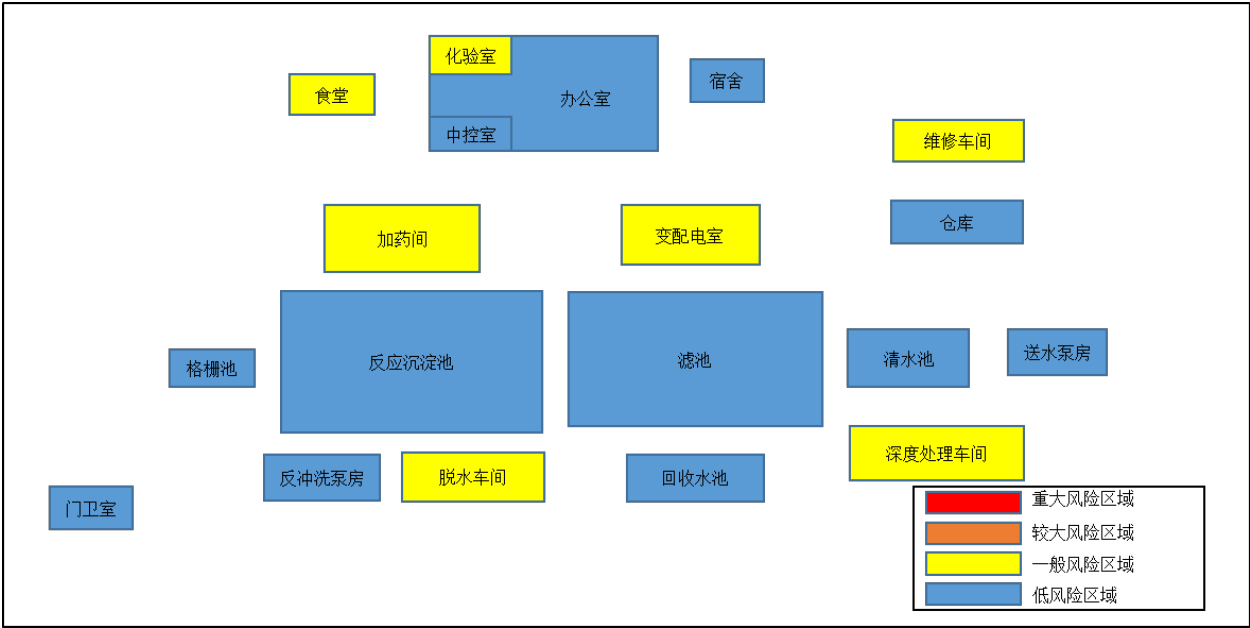 化验室
食堂
办公室
宿舍
中控室
维修车间
仓库
加药间
变配电室
格栅池
反应沉淀池
滤池
清水池
送水泵房
反冲洗泵房
脱水车间
回收水池
深度处理车间
门卫室
重大风险区域
较大风险区域
一般风险区域
低风险区域